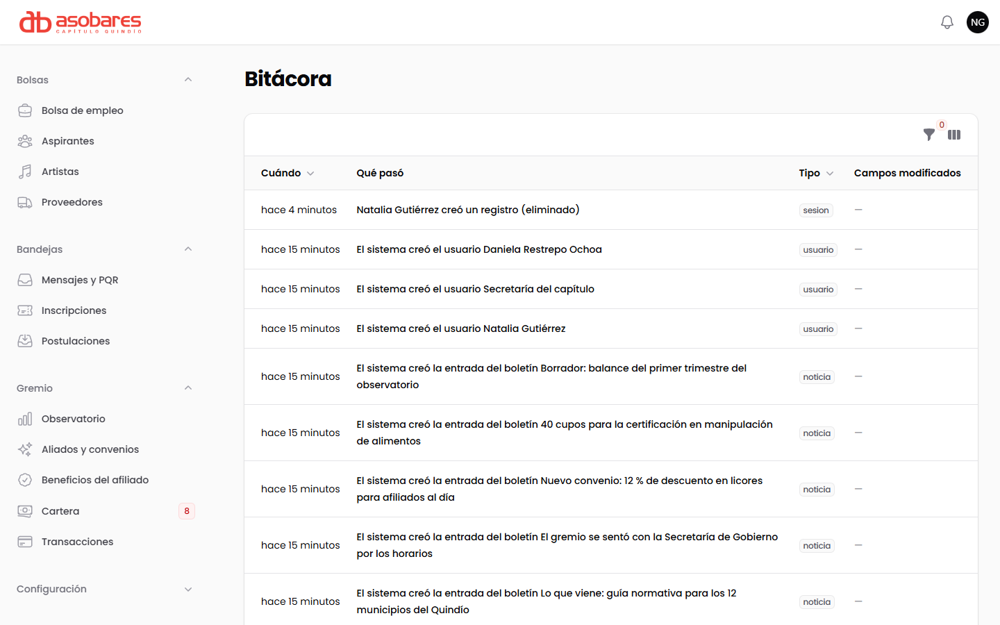 asobares
CAPÍTULO QUINDÍO
NG
Bolsas
Bolsa de empleo
Aspirantes
Artistas
Proveedores
Bandejas
Mensajes y PQR
Inscripciones
Postulaciones
Gremio
Observatorio
Aliados y convenios
Beneficios del afiliado
Cartera 8
Transacciones
Configuración
Bitácora
0
Cuándo Qué pasó Tipo Campos modificados
hace 4 minutos Natalia Gutiérrez creó un registro (eliminado) sesion —
hace 15 minutos El sistema creó el usuario Daniela Restrepo Ochoa usuario —
hace 15 minutos El sistema creó el usuario Secretaría del capítulo usuario —
hace 15 minutos El sistema creó el usuario Natalia Gutiérrez usuario —
hace 15 minutos El sistema creó la entrada del boletín Borrador: balance del primer trimestre del
observatorio noticia —
hace 15 minutos El sistema creó la entrada del boletín 40 cupos para la certificación en manipulación
de alimentos noticia —
hace 15 minutos El sistema creó la entrada del boletín Nuevo convenio: 12 % de descuento en licores
para afiliados al día noticia —
hace 15 minutos El sistema creó la entrada del boletín El gremio se sentó con la Secretaría de Gobierno
por los horarios noticia —
hace 15 minutos El sistema creó la entrada del boletín Lo que viene: guía normativa para los 12
municipios del Quindío noticia —